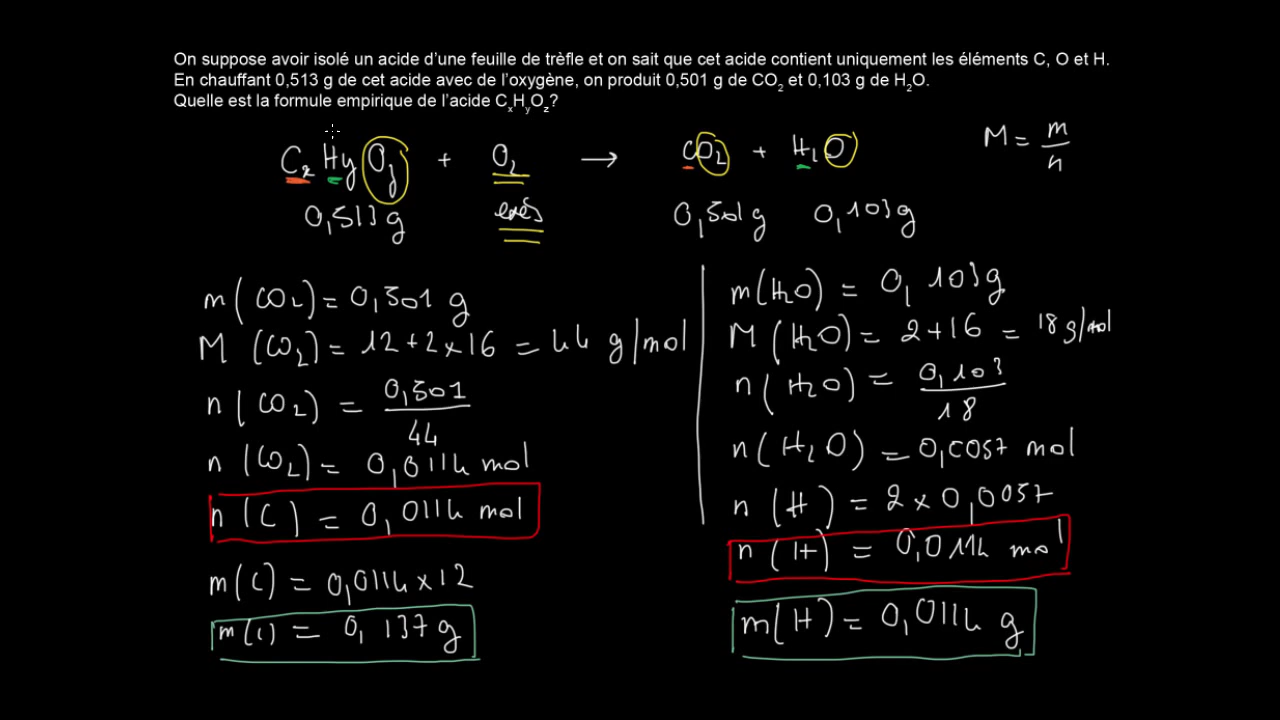 On suppose avoir isolé un acide d'une feuille de trèfle et on sait que cet acide contient uniquement les éléments C, O et H.
En chauffant 0,513 g de cet acide avec de l'oxygène, on produit 0,501 g de CO₂ et 0,103 g de H₂O.
Quelle est la formule empirique de l'acide CₓHᵧO_z?
CₓHᵧO_z + O₂ → CO₂ + H₂O
M = m/n
0,513 g excès 0,501 g 0,103 g
m(CO₂) = 0,501 g
M(CO₂) = 12 + 2 × 16 = 44 g/mol
n(CO₂) = 0,501/44
n(CO₂) = 0,0114 mol
n(C) = 0,0114 mol
m(C) = 0,0114 × 12
m(C) = 0,137 g
m(H₂O) = 0,103 g
M(H₂O) = 2 + 16 = 18 g/mol
n(H₂O) = 0,103/18
n(H₂O) = 0,0057 mol
n(H) = 2 × 0,0057
n(H) = 0,0114 mol
m(H) = 0,0114 g